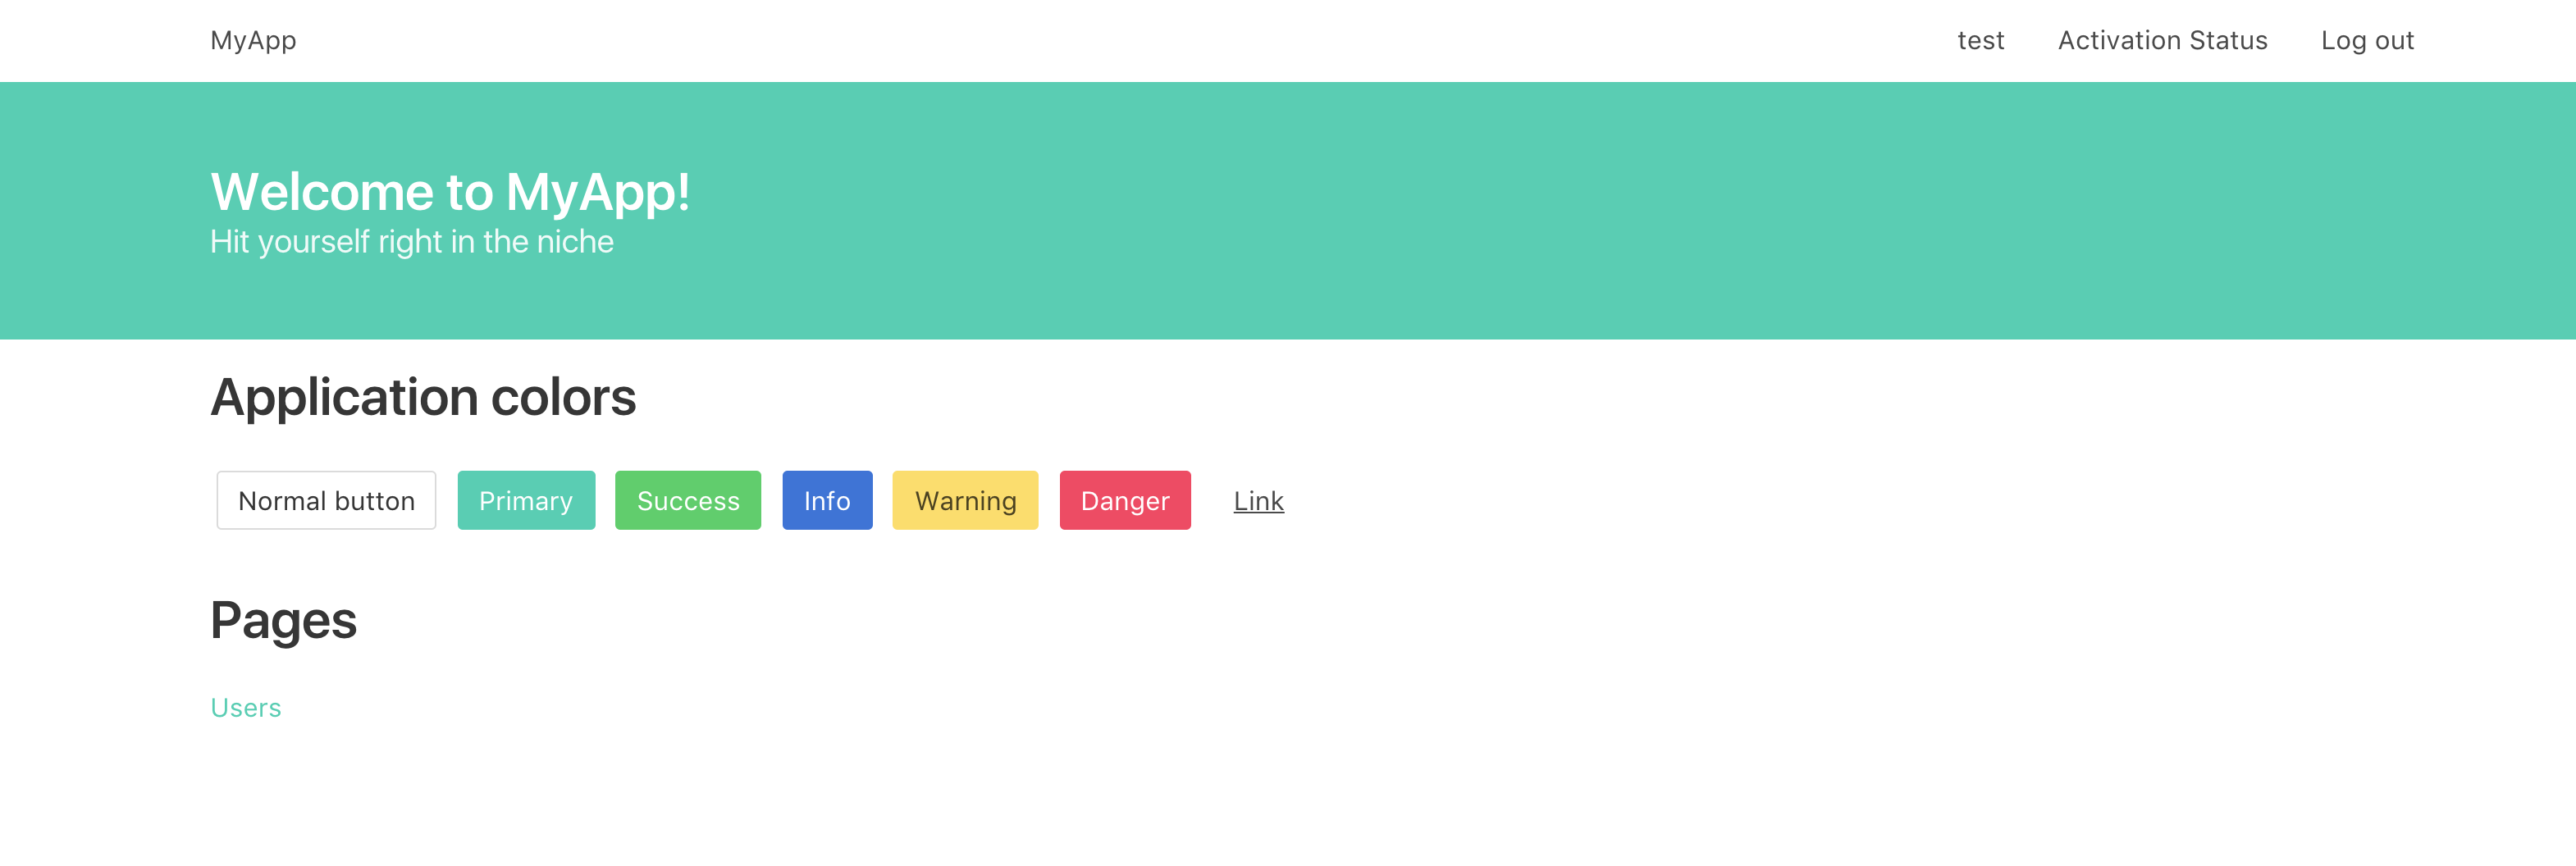 MyApp test Activation Status Log out
Welcome to MyApp!
Hit yourself right in the niche
Application colors
Normal button Primary Success Info Warning Danger Link
Pages
Users